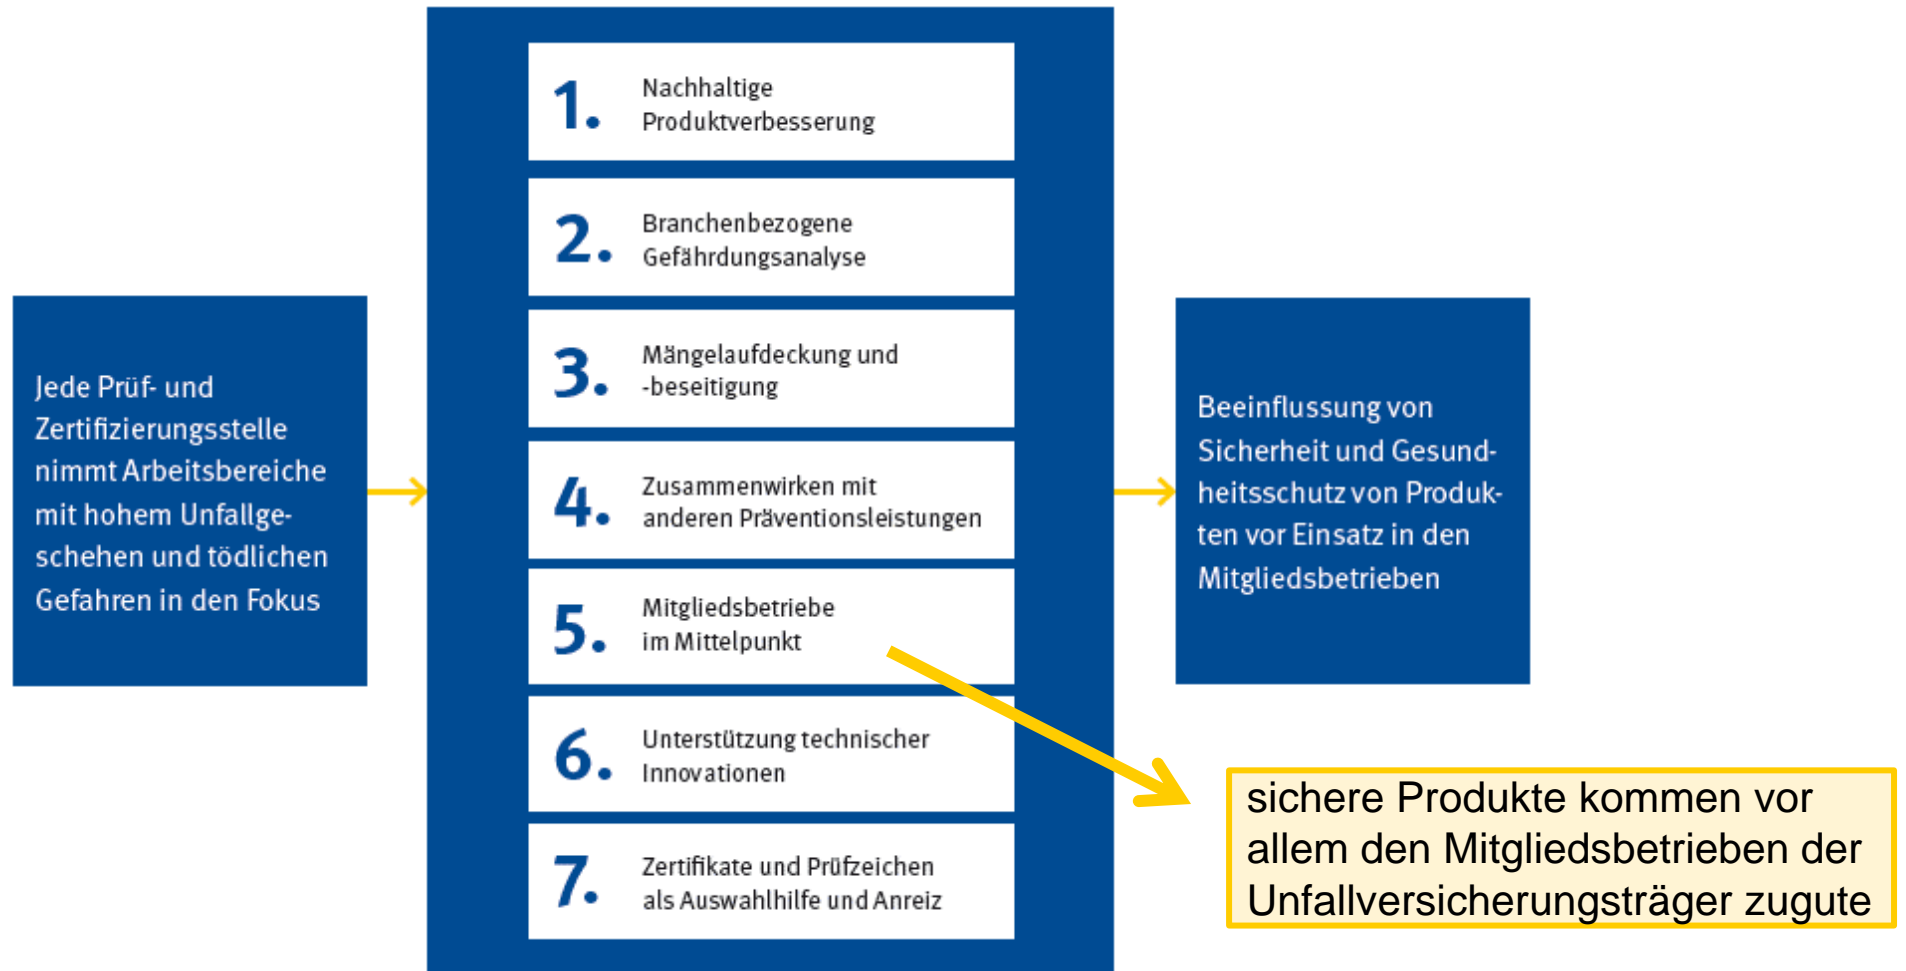 Jede Prüf- und
Zertifizierungsstelle
nimmt Arbeitsbereiche
mit hohem Unfallge-
schehen und tödlichen
Gefahren in den Fokus
1.
Nachhaltige
Produktverbesserung
2.
Branchenbezogene
Gefährdungsanalyse
3.
Mängelaufdeckung und
-beseitigung
4.
Zusammenwirken mit
anderen Präventionsleistungen
5.
Mitgliedsbetriebe
im Mittelpunkt
6.
Unterstützung technischer
Innovationen
7.
Zertifikate und Prüfzeichen
als Auswahlhilfe und Anreiz
Beeinflussung von
Sicherheit und Gesund-
heitsschutz von Produk-
ten vor Einsatz in den
Mitgliedsbetrieben
sichere Produkte kommen vor
allem den Mitgliedsbetrieben der
Unfallversicherungsträger zugute